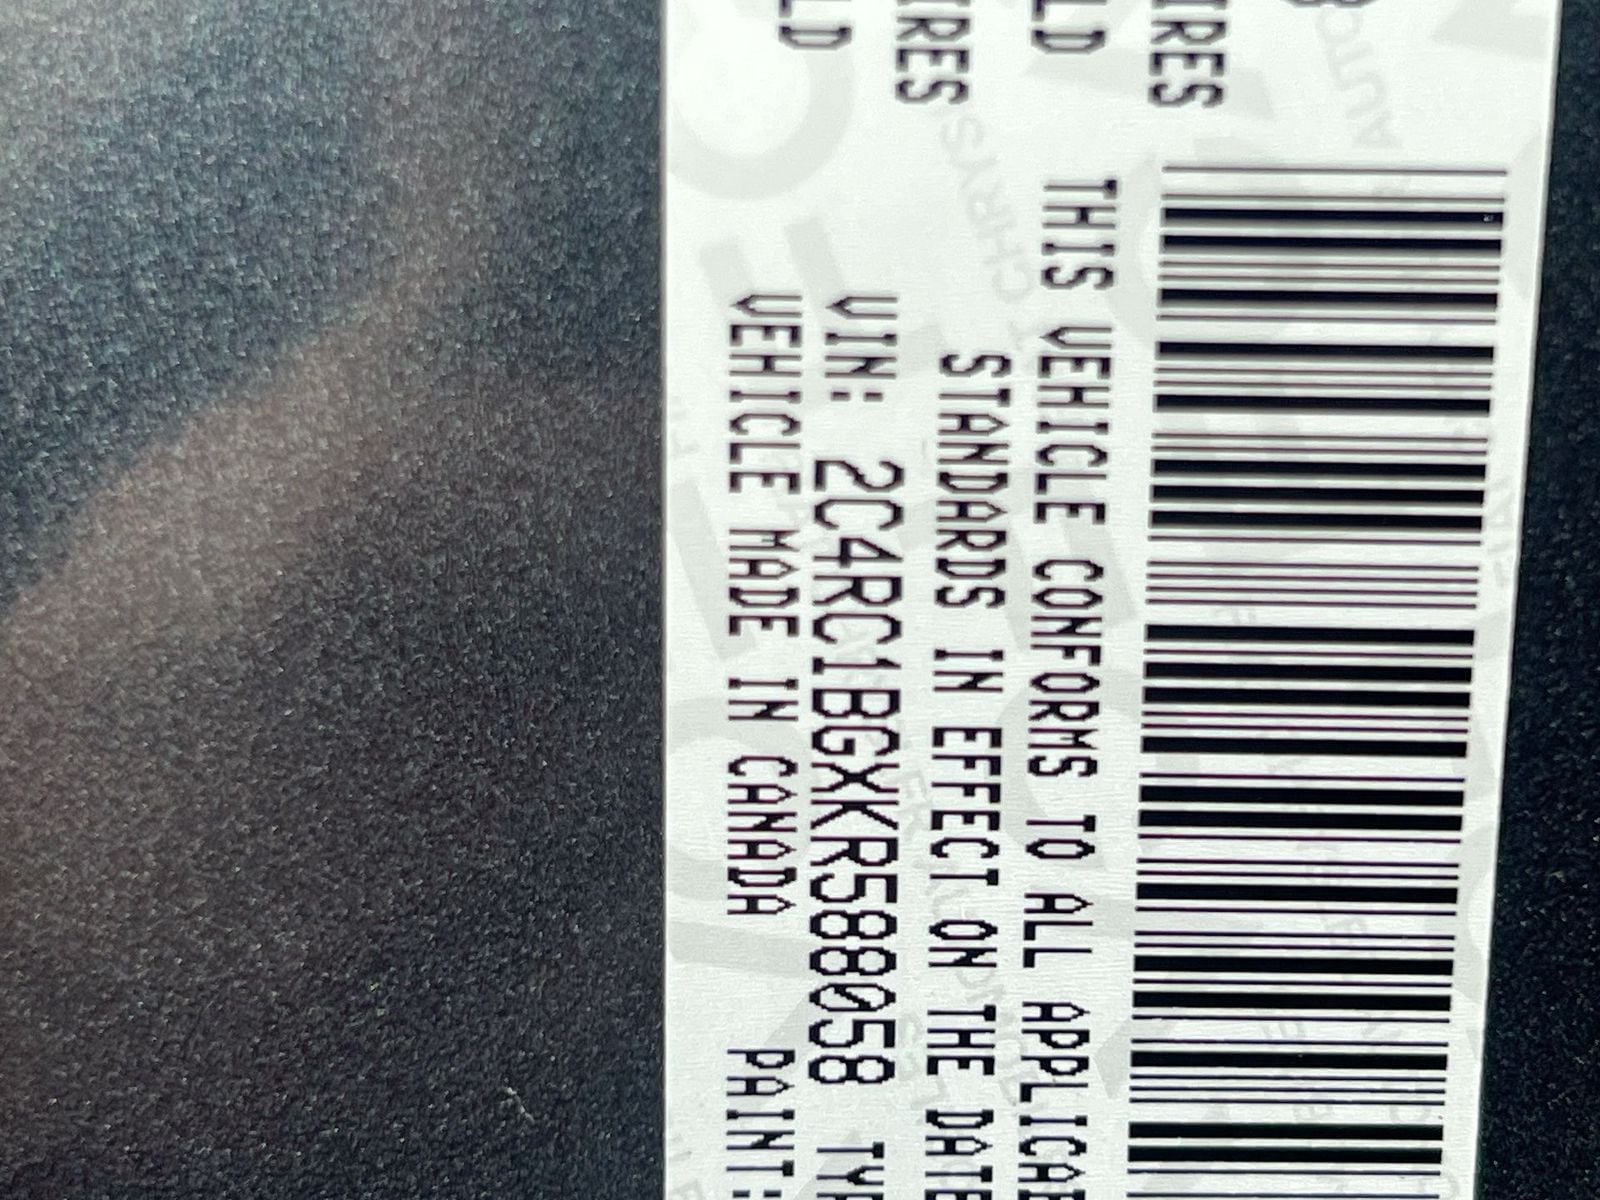 IRES
LD
IRES
LD
THIS VEHICLE CONFORMS TO ALL APPLICAB
STANDARDS IN EFFECT ON THE DATE
VIN: 2C4RC1BGXKR588058 TYP
VEHICLE MADE IN CANADA PAINT: